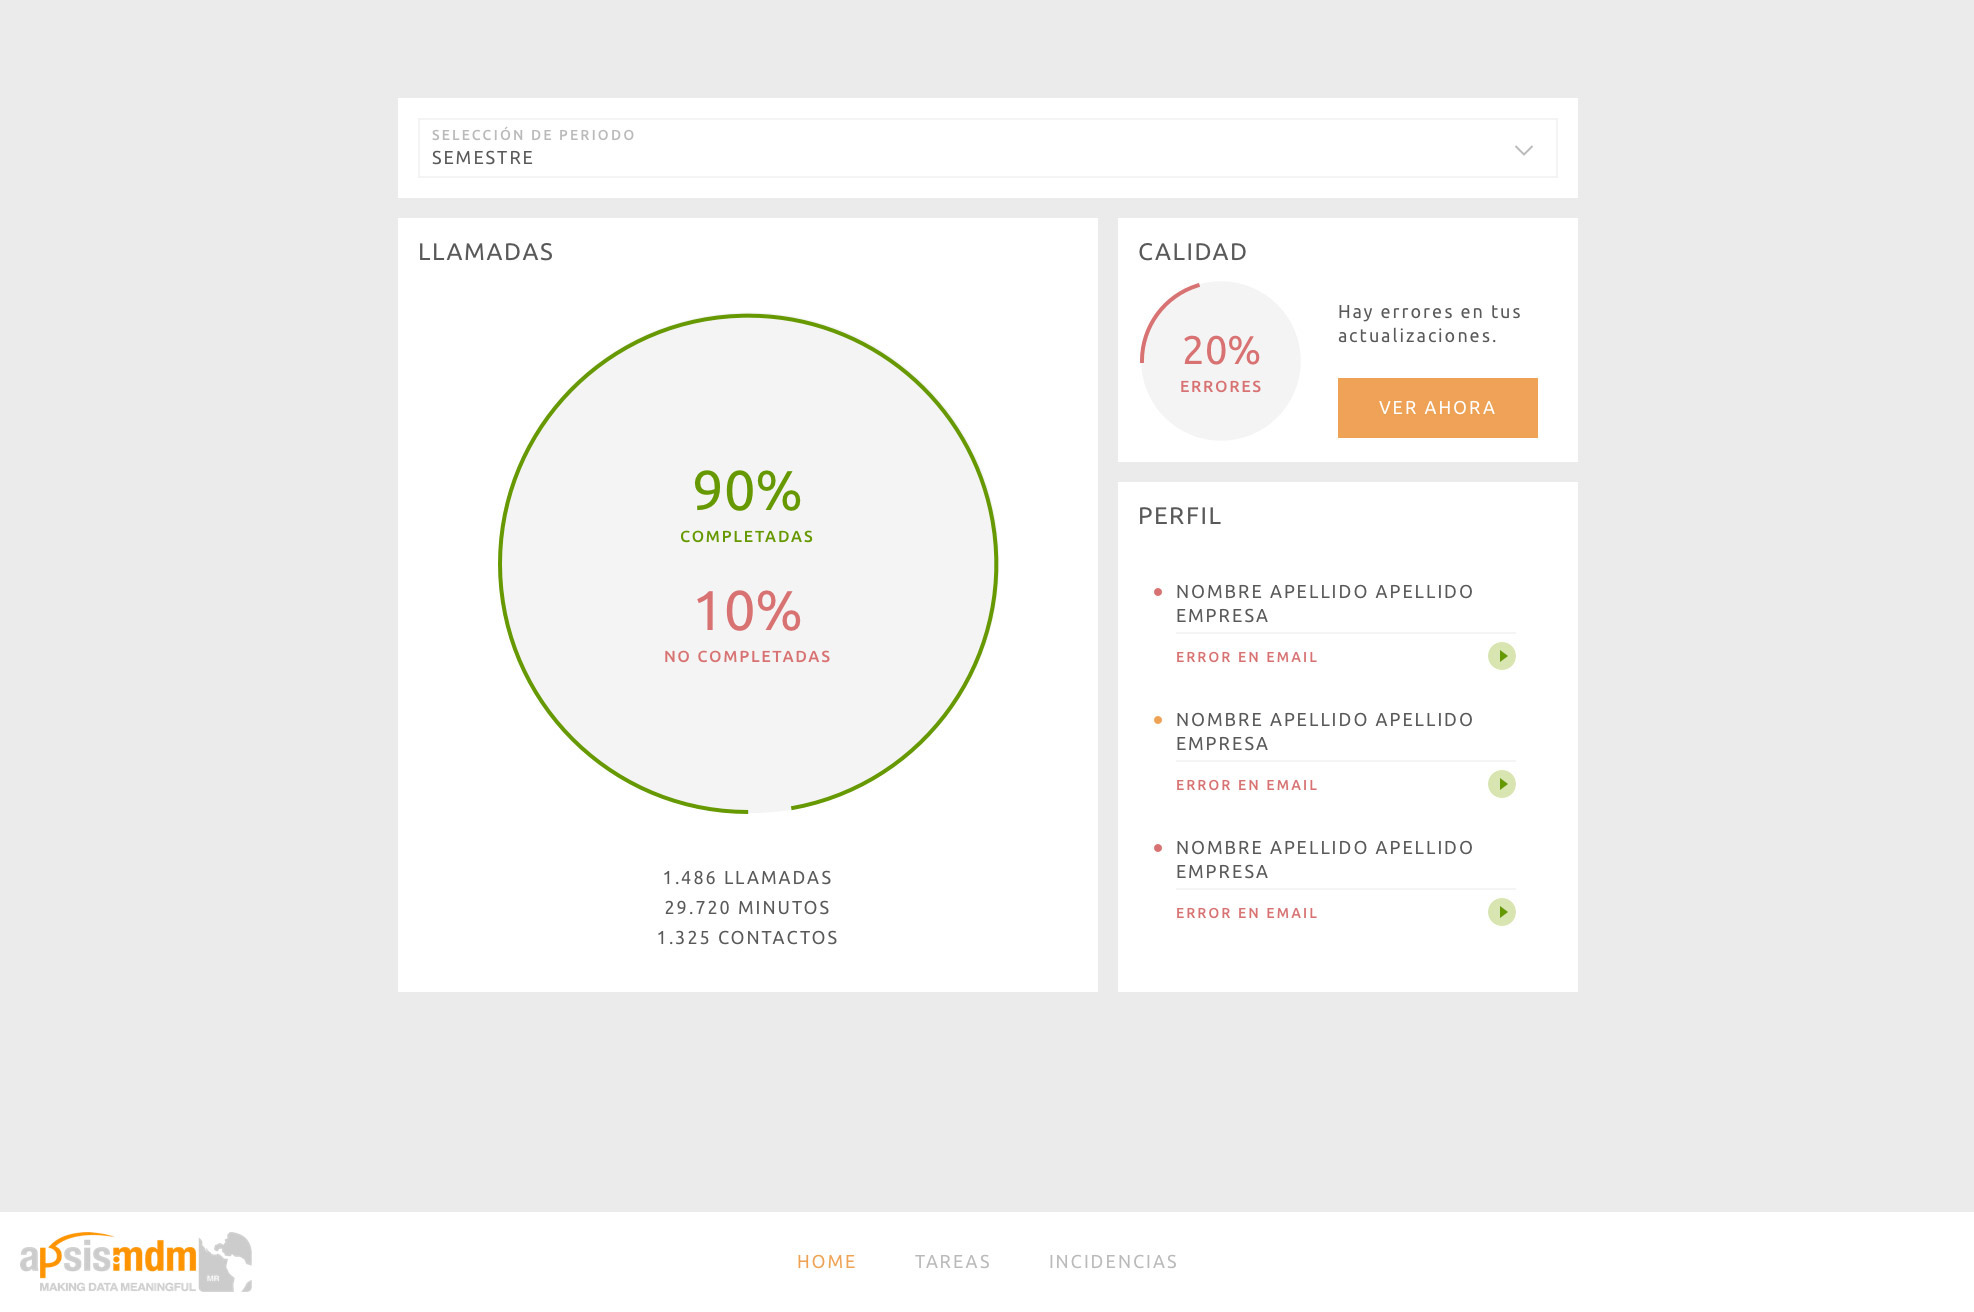 SELECCIÓN DE PERIODO
SEMESTRE
LLAMADAS
90%
COMPLETADAS
10%
NO COMPLETADAS
1.486 LLAMADAS
29.720 MINUTOS
1.325 CONTACTOS
CALIDAD
20%
ERRORES
Hay errores en tus
actualizaciones.
VER AHORA
PERFIL
NOMBRE APELLIDO APELLIDO
EMPRESA
ERROR EN EMAIL
NOMBRE APELLIDO APELLIDO
EMPRESA
ERROR EN EMAIL
NOMBRE APELLIDO APELLIDO
EMPRESA
ERROR EN EMAIL
apsismdm
MR
MAKING DATA MEANINGFUL
HOME TAREAS INCIDENCIAS